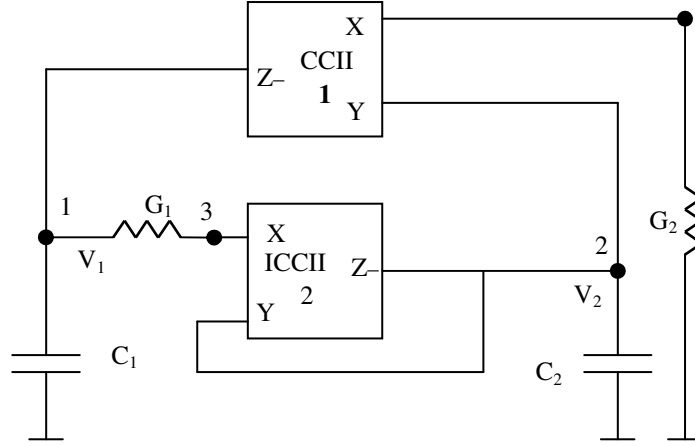 X
CCII
Z–
1
Y
1
G₁
3
G₂
X
2
V₁
ICCII
Z–
2
V₂
Y
C₁
C₂